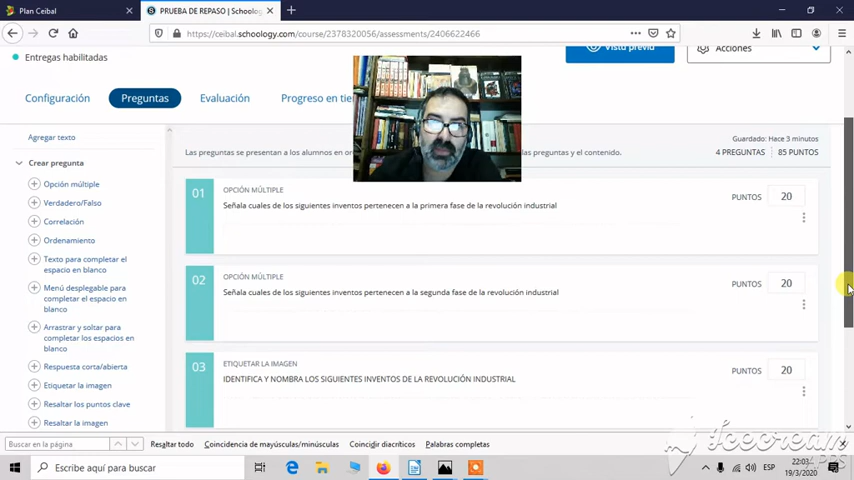 Plan Ceibal
PRUEBA DE REPASO | Schoolog
https://ceibal.schoology.com/course/2378320056/assessments/2406622466
Entregas habilitadas
Vista previ
Acciones
Configuración
Preguntas
Evaluación
Progreso en tie
Agregar texto
Guardado: Hace 3 minutos
Las preguntas se presentan a los alumnos en or
las preguntas y el contenido.
4 PREGUNTAS
85 PUNTOS
Crear pregunta
Opción múltiple
Verdadero/Falso
Correlación
Ordenamiento
Texto para completar el
espacio en blanco
Menú desplegable para
completar el espacio en
blanco
Arrastrar y soltar para
completar los espacios en
blanco
Respuesta corta/abierta
Etiquetar la imagen
Resaltar los puntos clave
Resaltar la imagen
01
OPCIÓN MÚLTIPLE
Señala cuales de los siguientes inventos pertenecen a la primera fase de la revolución industrial
PUNTOS
20
02
OPCIÓN MÚLTIPLE
Señala cuales de los siguientes inventos pertenecen a la segunda fase de la revolución industrial
PUNTOS
20
03
ETIQUETAR LA IMAGEN
IDENTIFICA Y NOMBRA LOS SIGUIENTES INVENTOS DE LA REVOLUCIÓN INDUSTRIAL
PUNTOS
20
Icecream
APPS
Buscar en la página
Resaltar todo
Coincidencia de mayúsculas/minúsculas
Coincidir diacríticos
Palabras completas
Escribe aquí para buscar
ESP
22:03
19/3/2020